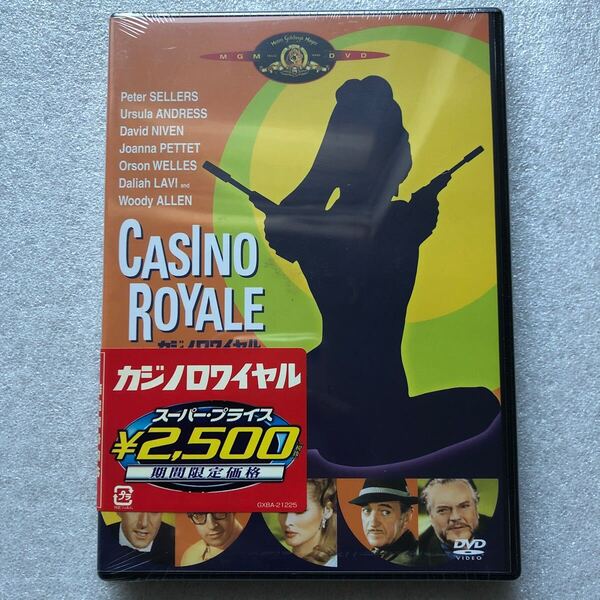 Metro Goldwyn Mayer
MGM DVD
Peter SELLERS
Ursula ANDRESS
David NIVEN
Joanna PETTET
Orson WELLES
Daliah LAVI and
Woody ALLEN
CASINO
ROYALE
カジノロワイヤル
カジノロワイヤル
スーパー・プライス
¥2,500
期間限定価格
GXBA-21225
DVD
VIDEO